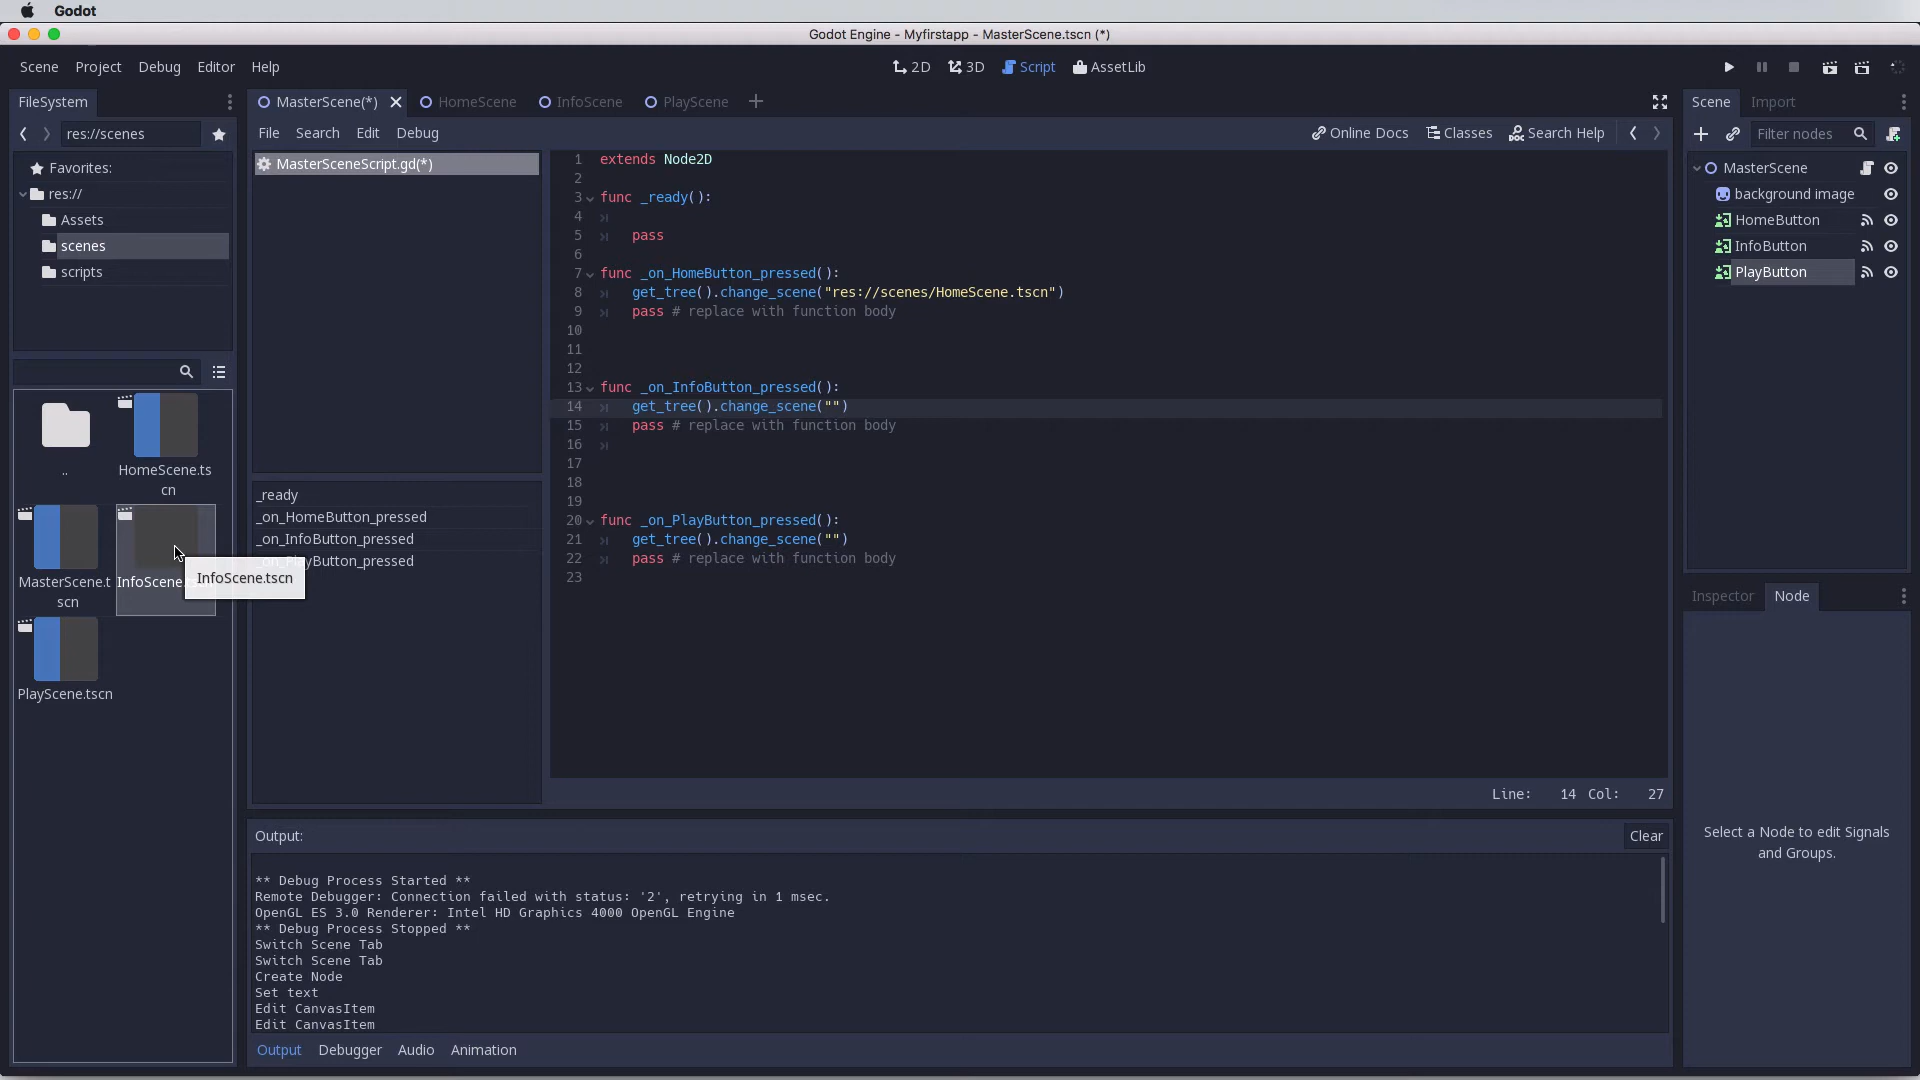 Godot
Godot Engine - Myfirstapp - MasterScene.tscn (*)
Scene Project Debug Editor Help
2D 3D Script AssetLib
FileSystem
MasterScene(*) HomeScene InfoScene PlayScene
Scene Import
res://scenes
File Search Edit Debug
Online Docs Classes Search Help
Filter nodes
Favorites:
res://
Assets
scenes
scripts
MasterSceneScript.gd(*)
1 extends Node2D
2
3 func _ready():
4
5 pass
6
7 func _on_HomeButton_pressed():
8 get_tree().change_scene("res://scenes/HomeScene.tscn")
9 pass # replace with function body
10
11
12
13 func _on_InfoButton_pressed():
14 get_tree().change_scene("")
15 pass # replace with function body
16
17
18
19
20 func _on_PlayButton_pressed():
21 get_tree().change_scene("")
22 pass # replace with function body
23
MasterScene
background image
HomeButton
InfoButton
PlayButton
..
HomeScene.ts
cn
MasterScene.t
scn
InfoScene.
InfoScene.tscn
PlayScene.tscn
_ready
_on_HomeButton_pressed
_on_InfoButton_pressed
PlayButton_pressed
Line: 14 Col: 27
Inspector Node
Select a Node to edit Signals
and Groups.
Output:
Clear
** Debug Process Started **
Remote Debugger: Connection failed with status: '2', retrying in 1 msec.
OpenGL ES 3.0 Renderer: Intel HD Graphics 4000 OpenGL Engine
** Debug Process Stopped **
Switch Scene Tab
Switch Scene Tab
Create Node
Set text
Edit CanvasItem
Edit CanvasItem
Output Debugger Audio Animation